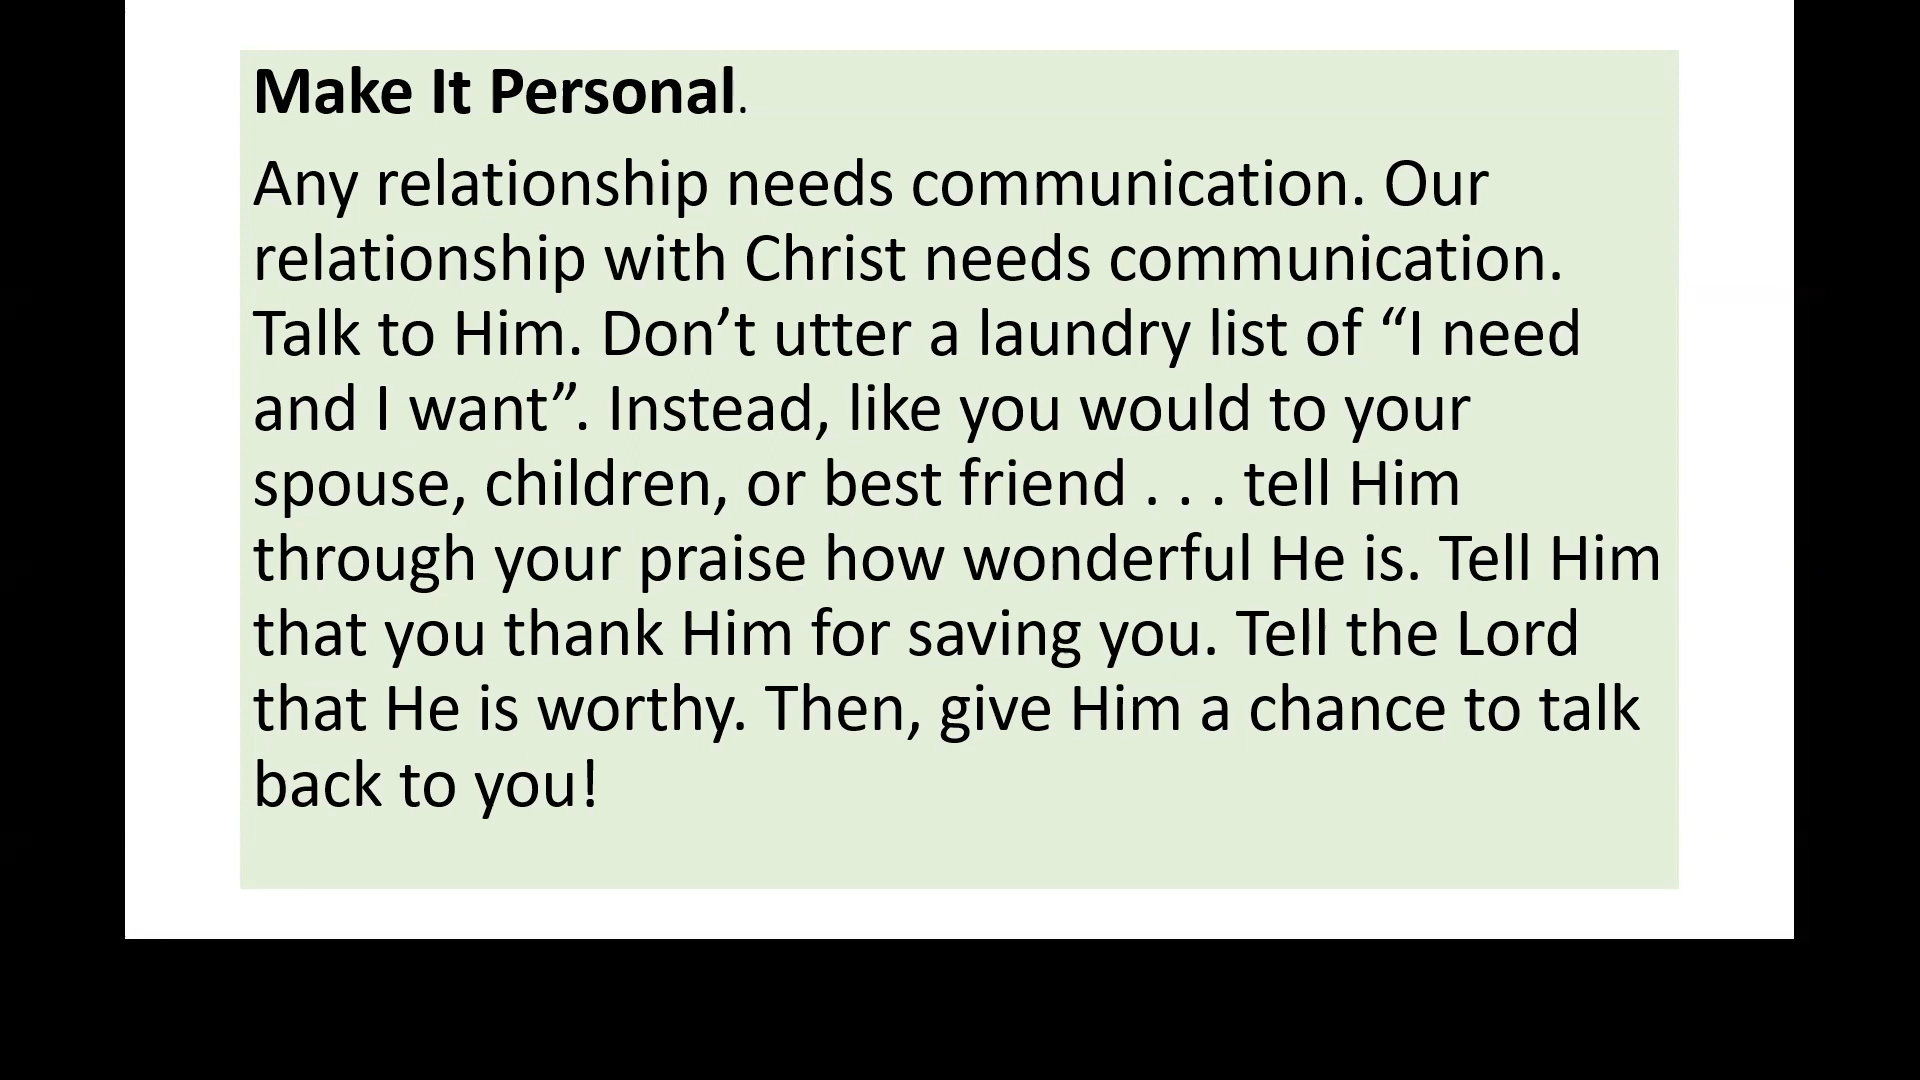 Make It Personal.
Any relationship needs communication. Our
relationship with Christ needs communication.
Talk to Him. Don’t utter a laundry list of “I need
and I want”. Instead, like you would to your
spouse, children, or best friend . . . tell Him
through your praise how wonderful He is. Tell Him
that you thank Him for saving you. Tell the Lord
that He is worthy. Then, give Him a chance to talk
back to you!